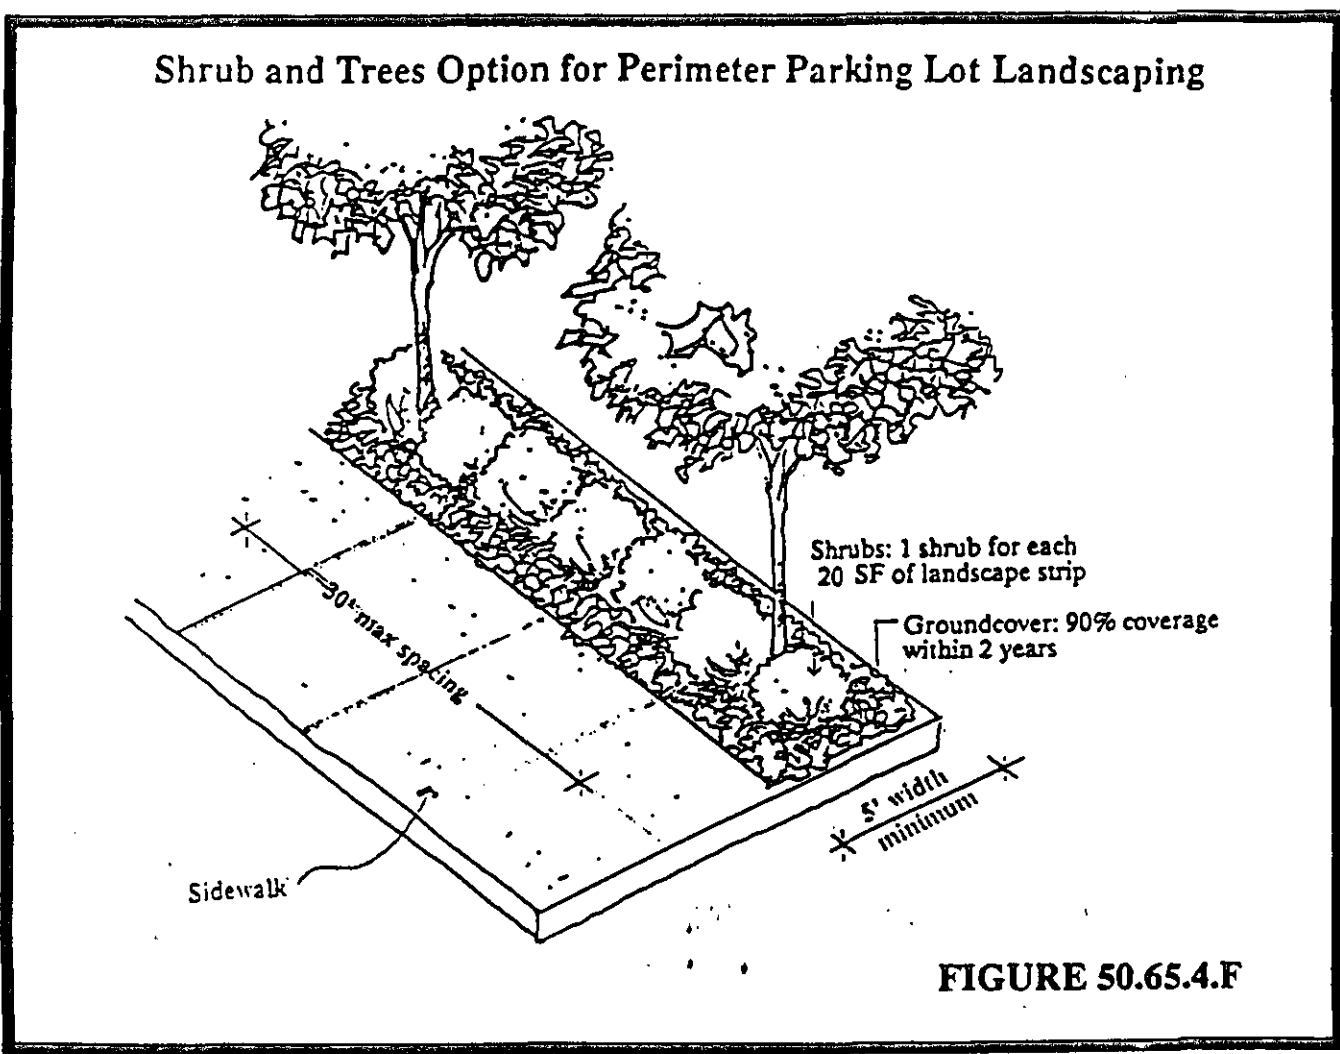 Shrub and Trees Option for Perimeter Parking Lot Landscaping
Shrubs: 1 shrub for each
20 SF of landscape strip
Groundcover: 90% coverage
within 2 years
30' max spacing
5' width
minimum
Sidewalk
FIGURE 50.65.4.F